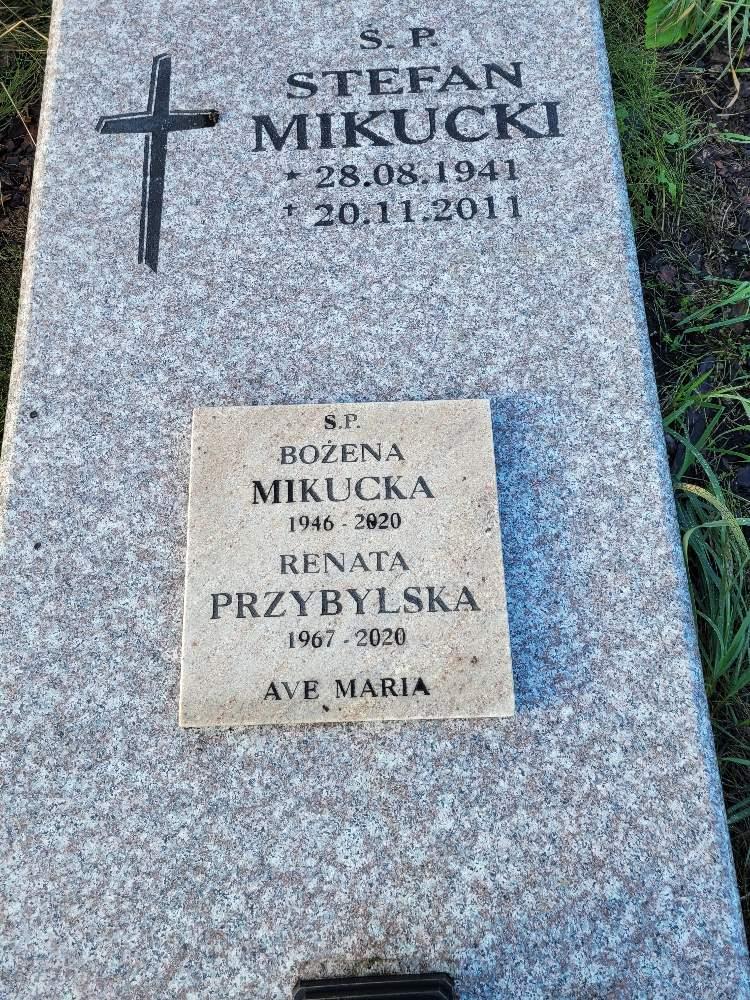 Ś. P.
STEFAN
MIKUCKI
* 28.08.1941
† 20.11.2011
Ś.P.
BOŻENA
MIKUCKA
1946 - 2020
RENATA
PRZYBYLSKA
1967 - 2020
AVE MARIA